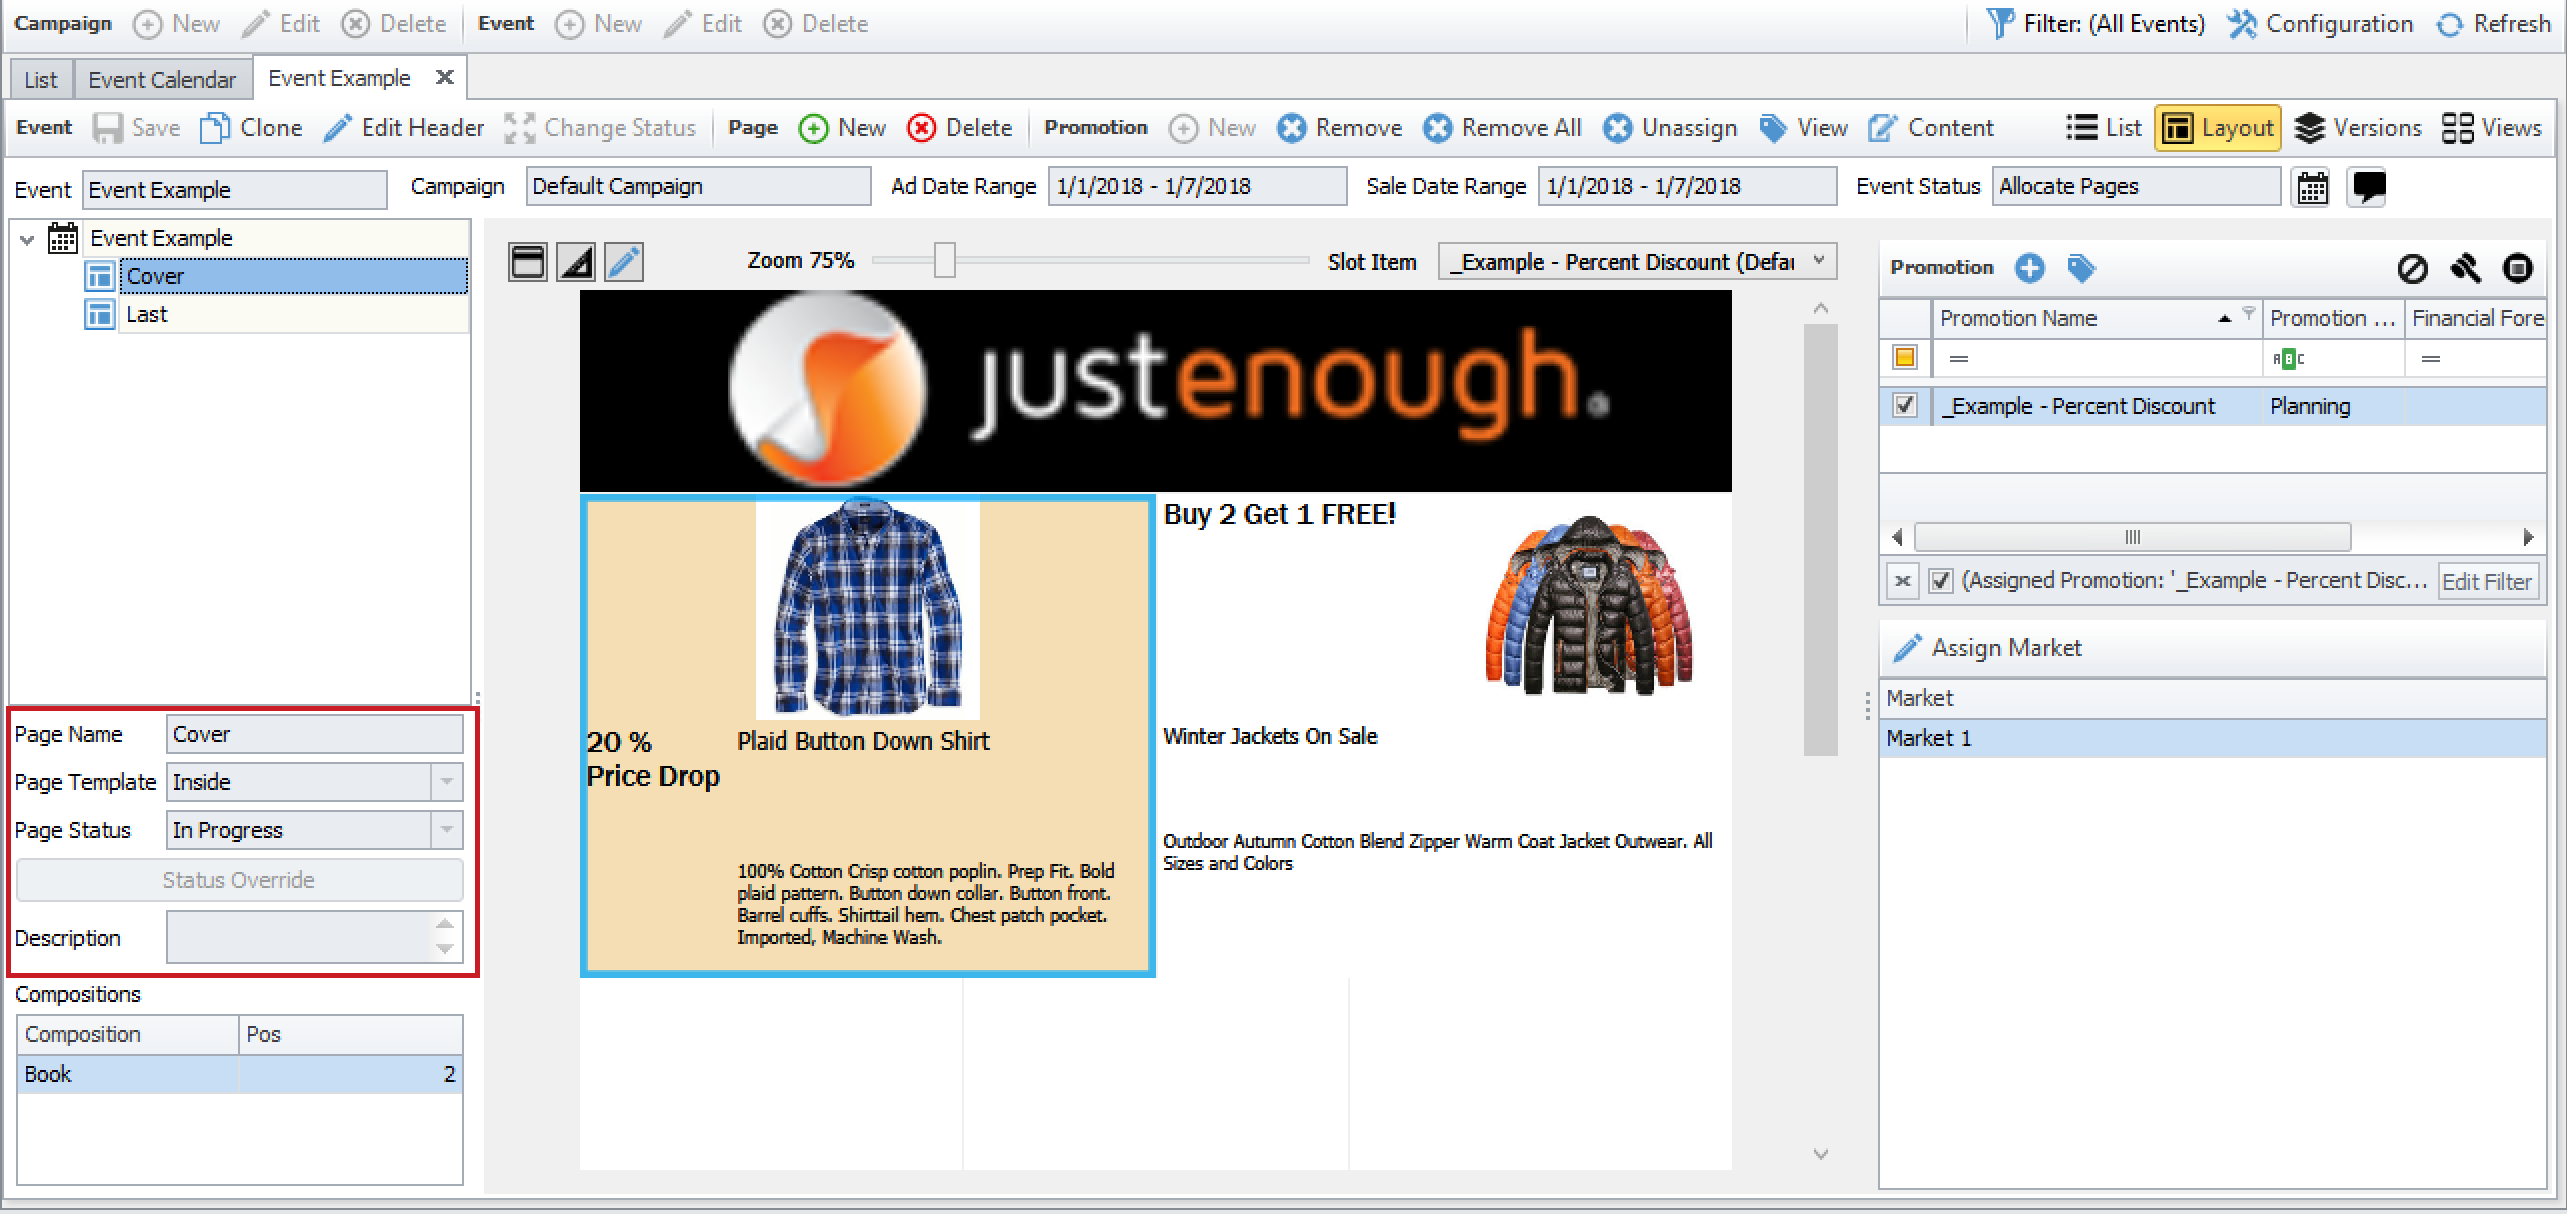 Campaign New Edit Delete Event New Edit Delete Filter: (All Events) Configuration Refresh
List Event Calendar Event Example
Event Save Clone Edit Header Change Status Page New Delete Promotion New Remove Remove All Unassign View Content List Layout Versions Views
Event Event Example Campaign Default Campaign Ad Date Range 1/1/2018 - 1/7/2018 Sale Date Range 1/1/2018 - 1/7/2018 Event Status Allocate Pages
Event Example
Cover
Last
Page Name Cover
Page Template Inside
Page Status In Progress
Status Override
Description
Compositions
Composition Pos
Book 2
Zoom 75% Slot Item _Example - Percent Discount (Defau
justenough.
20 %
Price Drop
Plaid Button Down Shirt
100% Cotton Crisp cotton poplin. Prep Fit. Bold
plaid pattern. Button down collar. Button front.
Barrel cuffs. Shirttail hem. Chest patch pocket.
Imported, Machine Wash.
Buy 2 Get 1 FREE!
Winter Jackets On Sale
Outdoor Autumn Cotton Blend Zipper Warm Coat Jacket Outwear. All
Sizes and Colors
Promotion
Promotion Name Promotion ... Financial Fore
= ABC =
_Example - Percent Discount Planning
(Assigned Promotion: '_Example - Percent Disc... Edit Filter
Assign Market
Market
Market 1